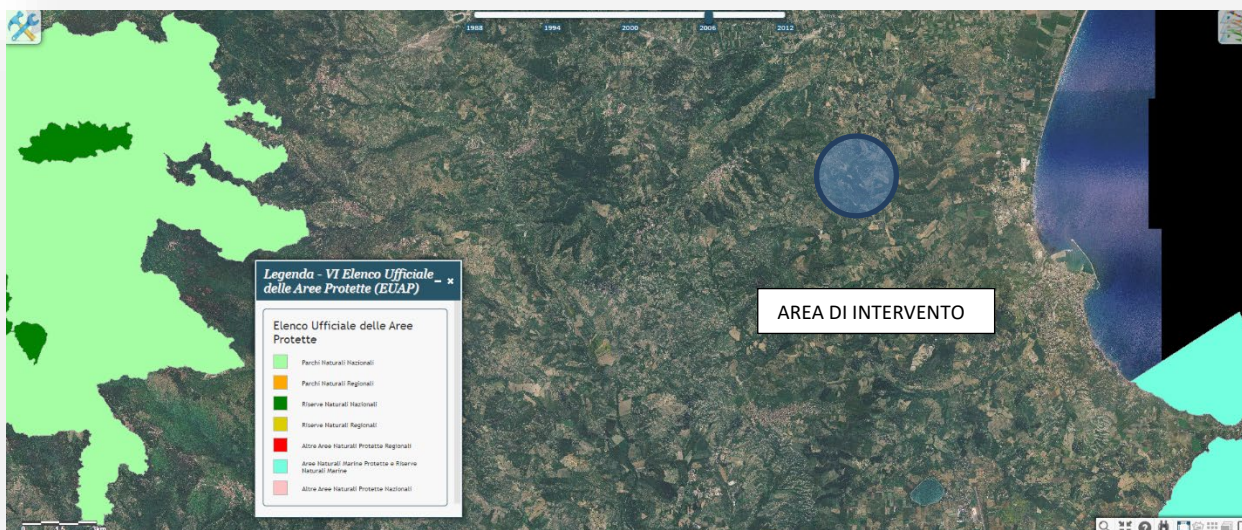 1988 1994 2000 2006 2012
AREA DI INTERVENTO
Legenda - VI Elenco Ufficiale
delle Aree Protette (EUAP)
Elenco Ufficiale delle Aree
Protette
Parchi Naturali Nazionali
Parchi Naturali Regionali
Riserve Naturali Nazionali
Riserve Naturali Regionali
Altre Aree Naturali Protette Regionali
Aree Naturali Marine Protette e Riserve
Naturali Marine
Altre Aree Naturali Protette Nazionali